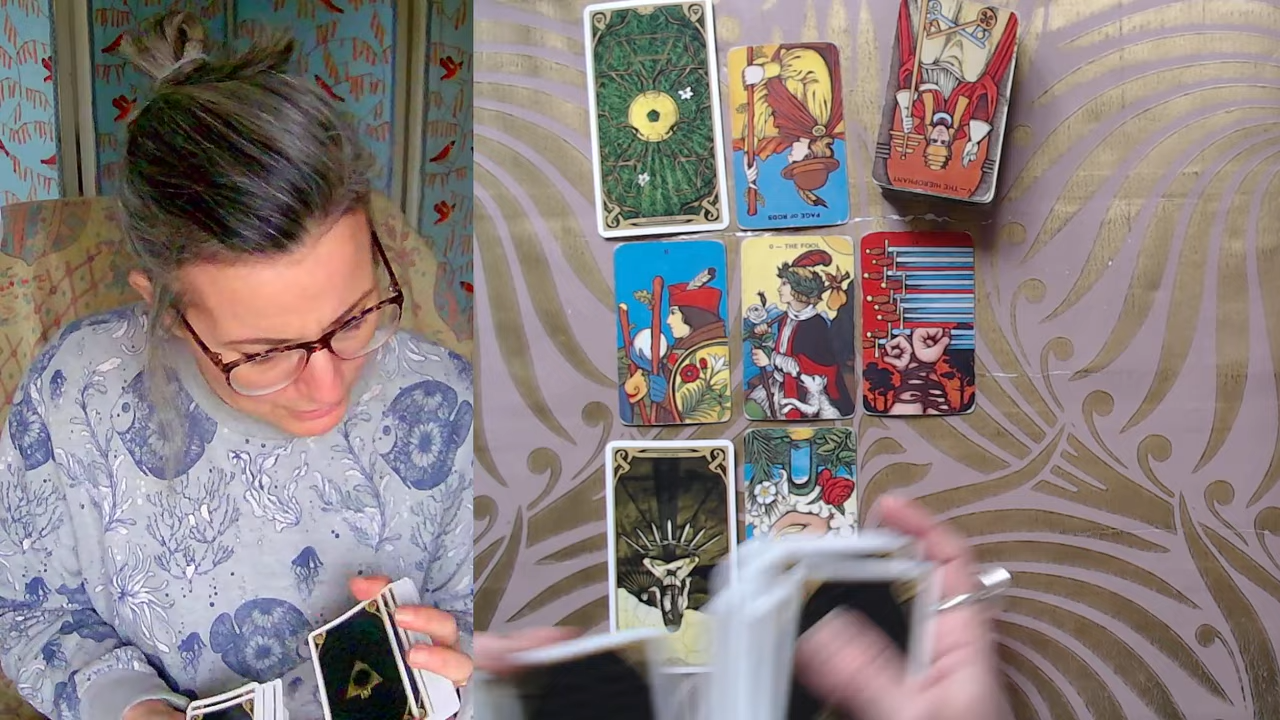 PAGE OF RODS
V — THE HIEROPHANT
0 — THE FOOL